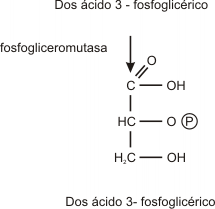 Dos ácido 3 - fosfoglicérico
fosfogliceromutasa
O
C OH
HC O P
H₂C OH
Dos ácido 3- fosfoglicérico